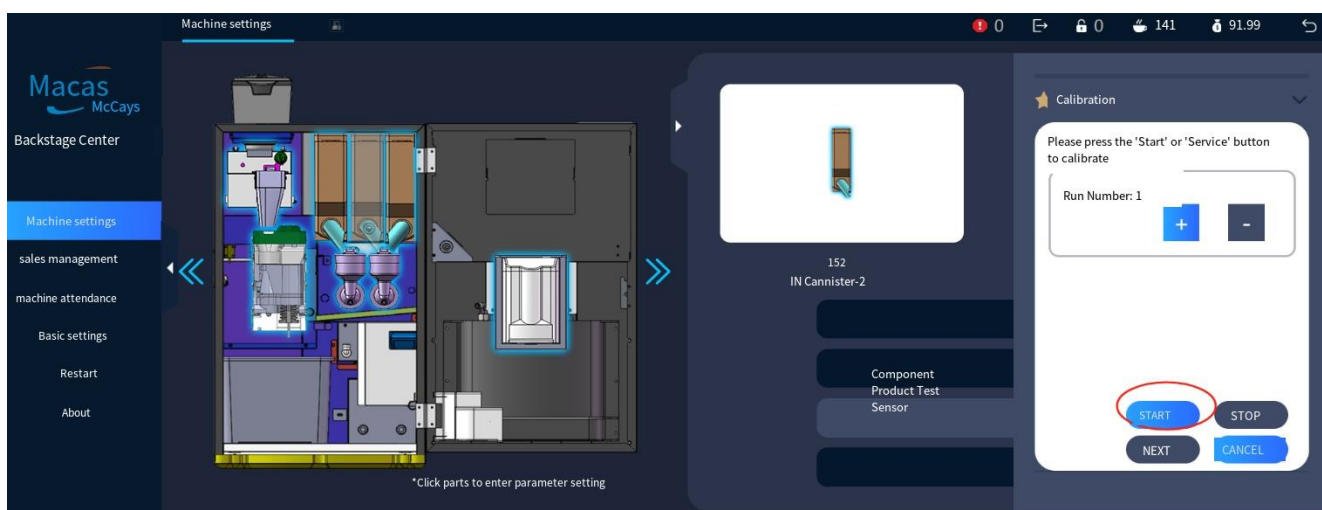 Machine settings
0
0
141
91.99
Macas
McCays
Backstage Center
Machine settings
sales management
machine attendance
Basic settings
Restart
About
*Click parts to enter parameter setting
152
IN Cannister-2
Component
Product Test
Sensor
Calibration
Please press the 'Start' or 'Service' button
to calibrate
Run Number: 1
+
-
START
STOP
NEXT
CANCEL